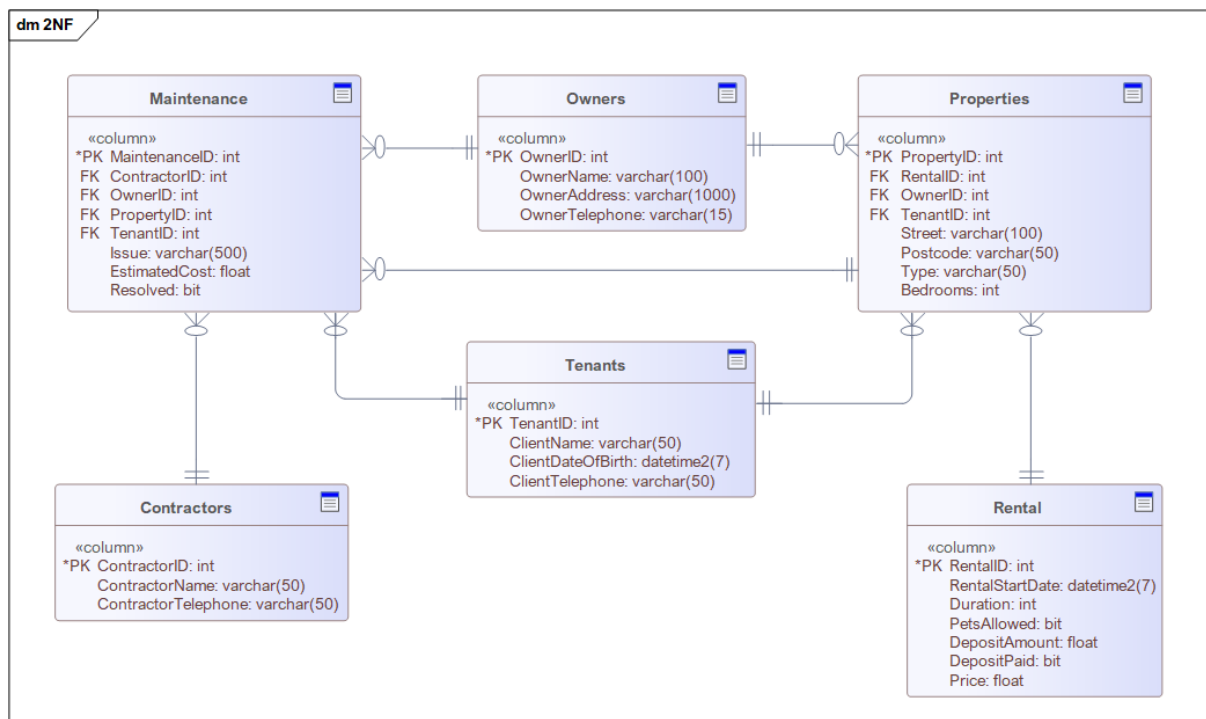 dm 2NF
Maintenance
«column»
*PK MaintenanceID: int
FK ContractorID: int
FK OwnerID: int
FK PropertyID: int
FK TenantID: int
Issue: varchar(500)
EstimatedCost: float
Resolved: bit
Owners
«column»
*PK OwnerID: int
OwnerName: varchar(100)
OwnerAddress: varchar(1000)
OwnerTelephone: varchar(15)
Properties
«column»
*PK PropertyID: int
FK RentalID: int
FK OwnerID: int
FK TenantID: int
Street: varchar(100)
Postcode: varchar(50)
Type: varchar(50)
Bedrooms: int
Tenants
«column»
*PK TenantID: int
ClientName: varchar(50)
ClientDateOfBirth: datetime2(7)
ClientTelephone: varchar(50)
Contractors
«column»
*PK ContractorID: int
ContractorName: varchar(50)
ContractorTelephone: varchar(50)
Rental
«column»
*PK RentalID: int
RentalStartDate: datetime2(7)
Duration: int
PetsAllowed: bit
DepositAmount: float
DepositPaid: bit
Price: float